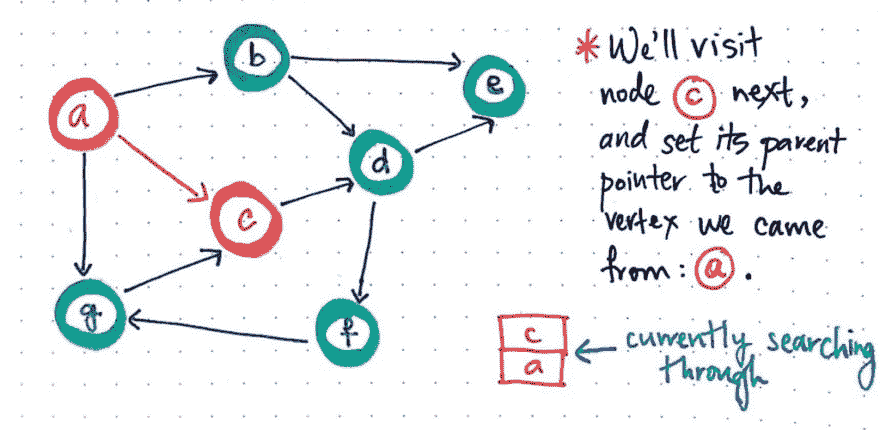 b
e
a
d
c
g
f
* We'll visit
node c next,
and set its parent
pointer to the
vertex we came
from: a.
c
a
currently searching
through